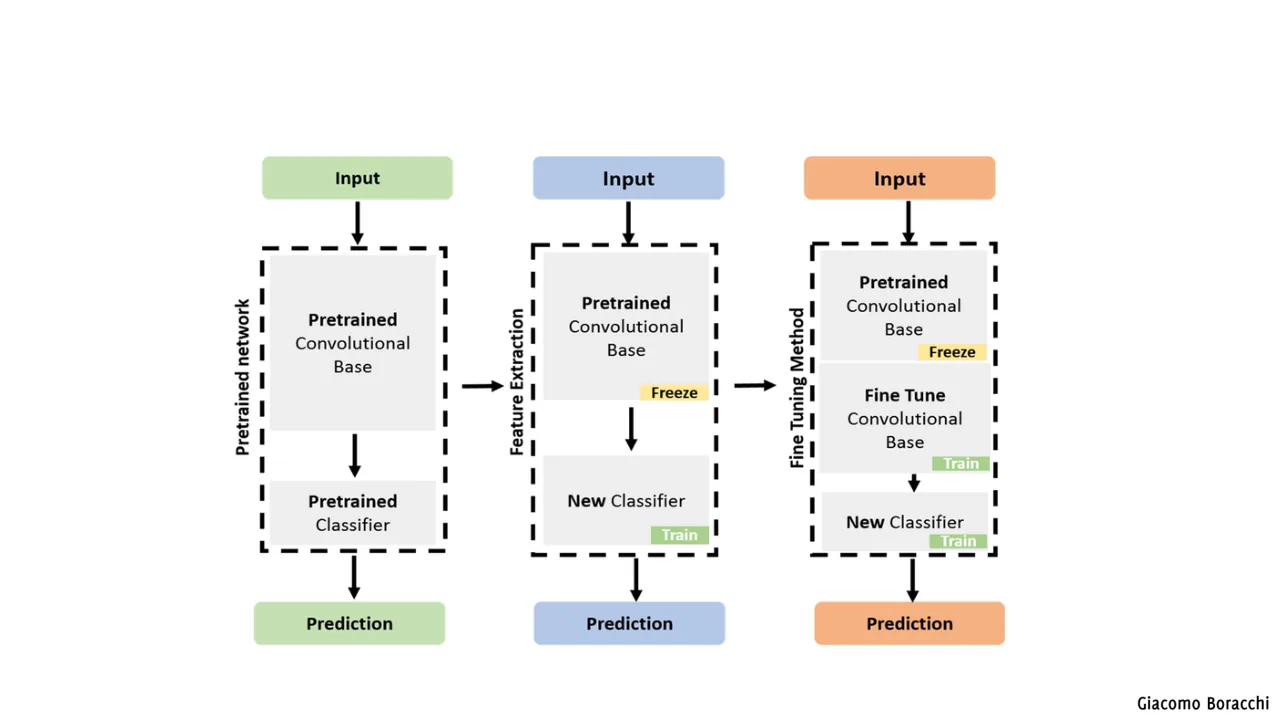 Input
Pretrained network
Pretrained
Convolutional
Base
Pretrained
Classifier
Prediction
Input
Feature Extraction
Pretrained
Convolutional
Base
Freeze
New Classifier
Train
Prediction
Input
Fine Tuning Method
Pretrained
Convolutional
Base
Freeze
Fine Tune
Convolutional
Base
Train
New Classifier
Train
Prediction
Giacomo Boracchi